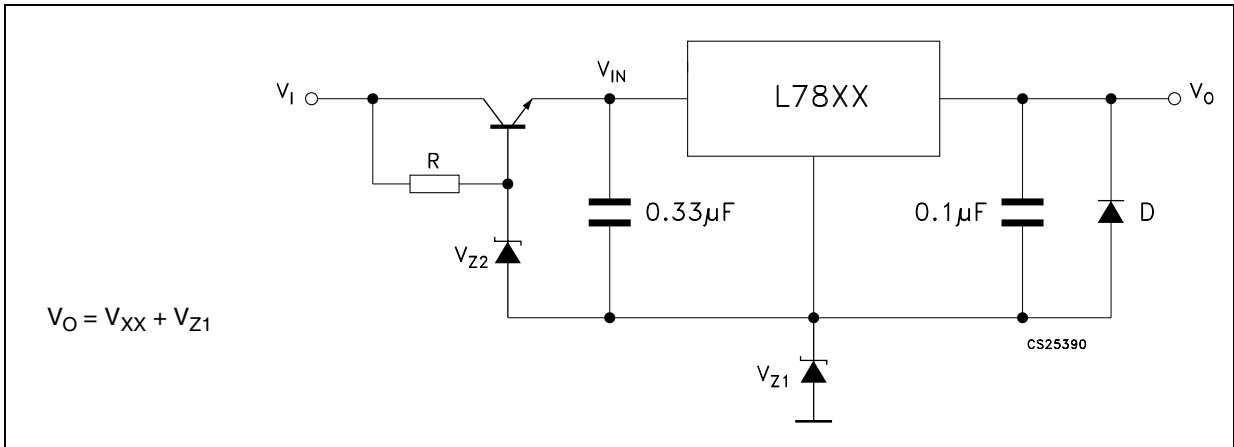 V_IN
V_I
L78XX
V_O
R
0.33µF
0.1µF
D
V_Z2
V_O = V_XX + V_Z1
CS25390
V_Z1